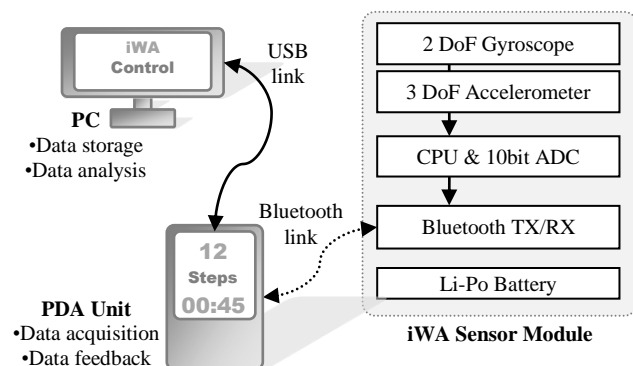 iWA
Control
USB
link
PC
•Data storage
•Data analysis
12
Steps
00:45
Bluetooth
link
PDA Unit
•Data acquisition
•Data feedback
2 DoF Gyroscope
3 DoF Accelerometer
CPU & 10bit ADC
Bluetooth TX/RX
Li-Po Battery
iWA Sensor Module